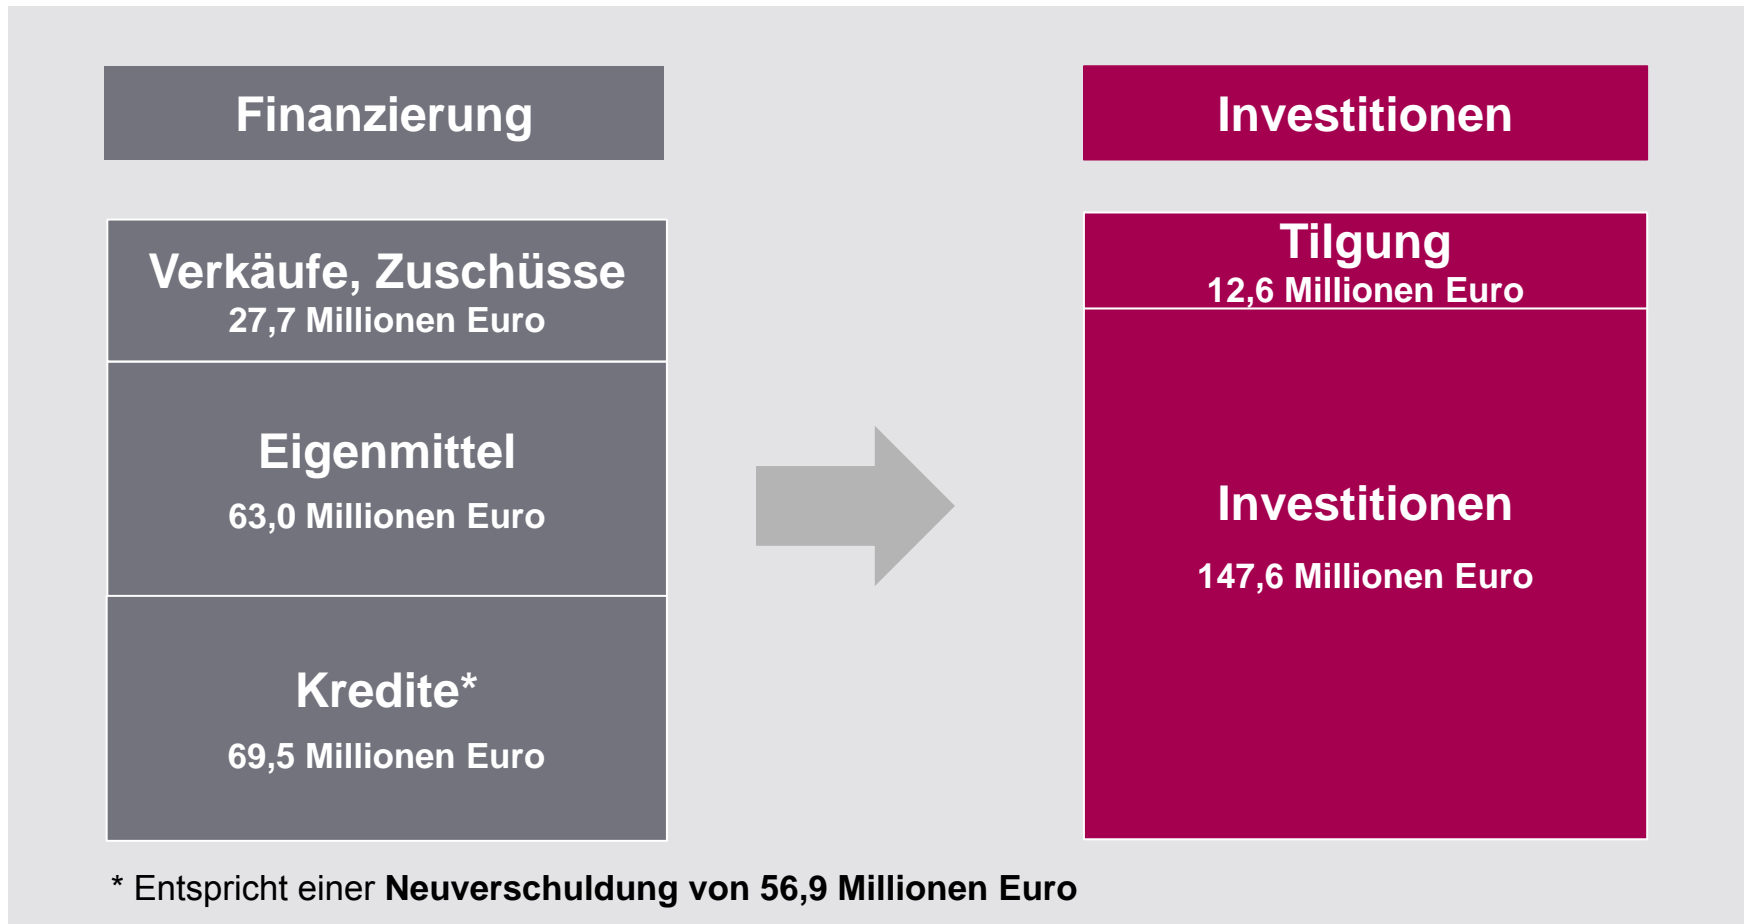 Finanzierung
Verkäufe, Zuschüsse
27,7 Millionen Euro
Eigenmittel
63,0 Millionen Euro
Kredite*
69,5 Millionen Euro
Investitionen
Tilgung
12,6 Millionen Euro
Investitionen
147,6 Millionen Euro
* Entspricht einer Neuverschuldung von 56,9 Millionen Euro